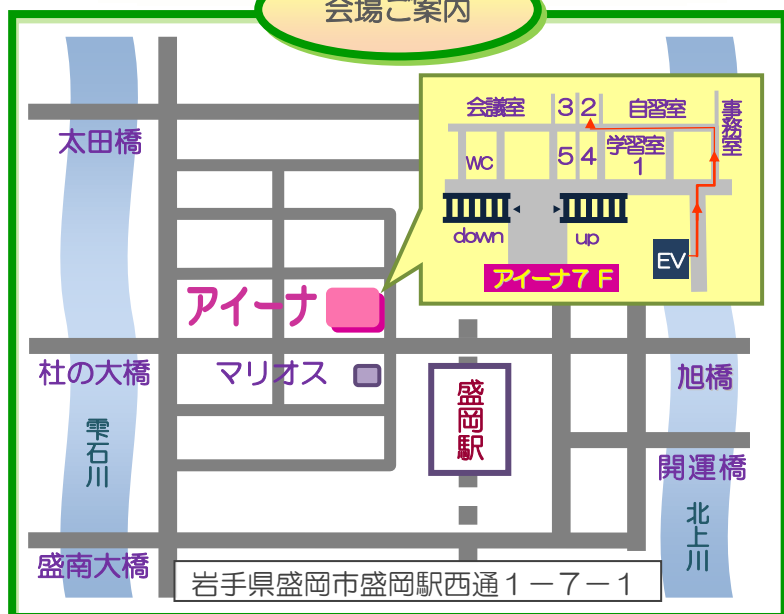 会場ご案内
太田橋
会議室
3
2
自習室
事務室
WC
5
4
学習室
1
down
up
EV
アイーナ7F
アイーナ
杜の大橋
マリオス
盛岡駅
旭橋
雫石川
開運橋
北上川
盛南大橋
岩手県盛岡市盛岡駅西通1-7-1